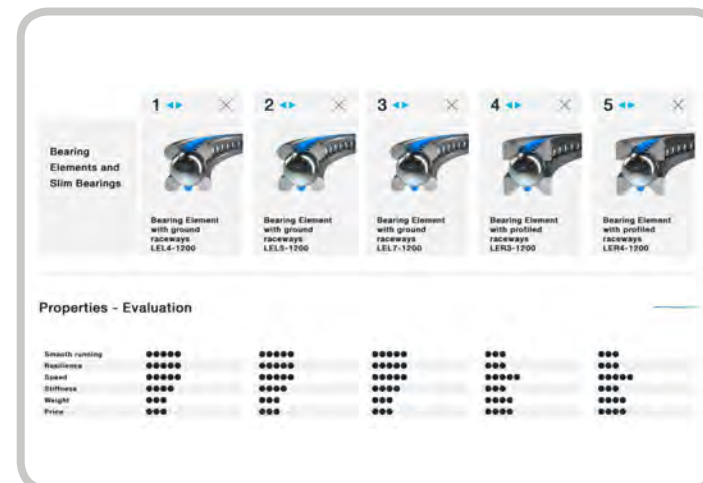 1
2
3
4
5
Bearing
Elements and
Slim Bearings
Bearing Element
with ground
raceways
LEL4-1200
Bearing Element
with ground
raceways
LEL5-1200
Bearing Element
with ground
raceways
LEL7-1200
Bearing Element
with profiled
raceways
LER3-1200
Bearing Element
with profiled
raceways
LER4-1200
Properties - Evaluation
Smooth running
Resilience
Speed
Stiffness
Weight
Price